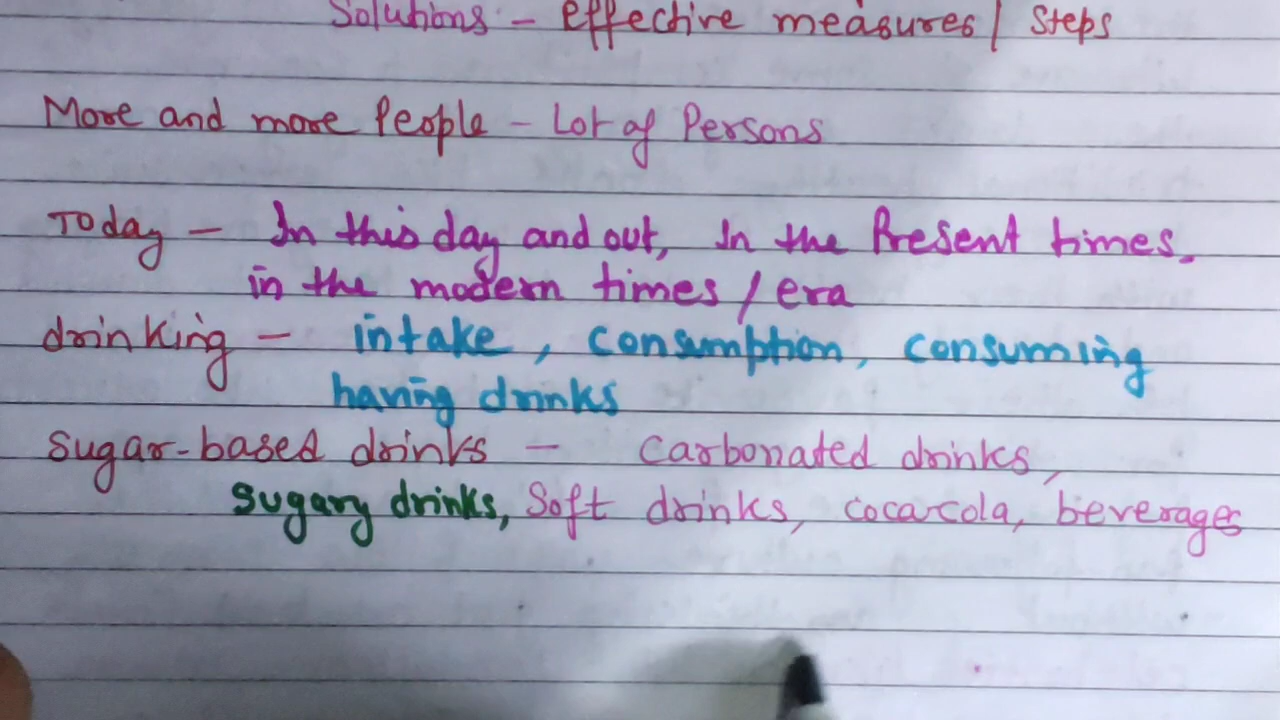 Solutions - effective measures / Steps
More and more People - Lot of Persons
Today - In this day and out, In the Present times.
in the modern times / era
drinking - intake, consumption, consuming
having drinks
Sugar-based drinks - carbonated drinks,
sugary drinks, Soft drinks, cocacola, beverages